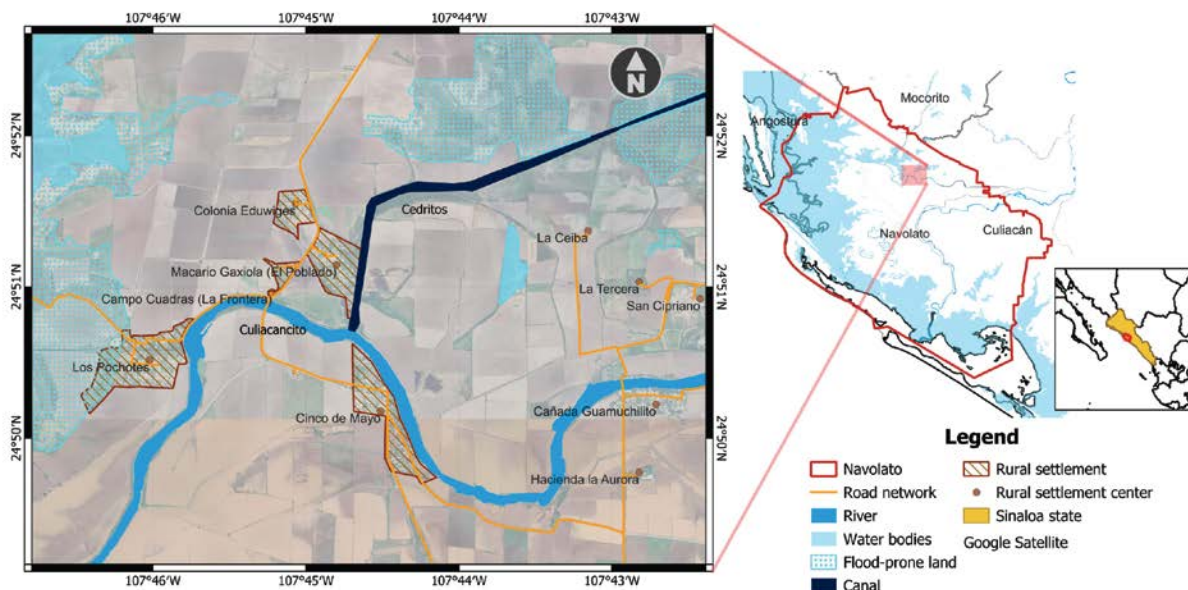 107°46'W 107°45'W 107°44'W 107°43'W
N
24°52'N
24°52'N
Colonia Eduwiges
Cedritos
La Ceiba
24°51'N
Macario Gaxiola (El Poblado)
La Tercera
24°51'N
Campo Cuadras (La Frontera)
San Cipriano
Culiacancito
Los Pochotes
Cinco de Mayo
Cañada Guamuchilito
24°50'N
24°50'N
Hacienda la Aurora
107°46'W 107°45'W 107°44'W 107°43'W
Mocorito
Angostura
Navolato
Culiacán
Legend
Navolato
Road network
River
Water bodies
Flood-prone land
Canal
Rural settlement
Rural settlement center
Sinaloa state
Google Satellite